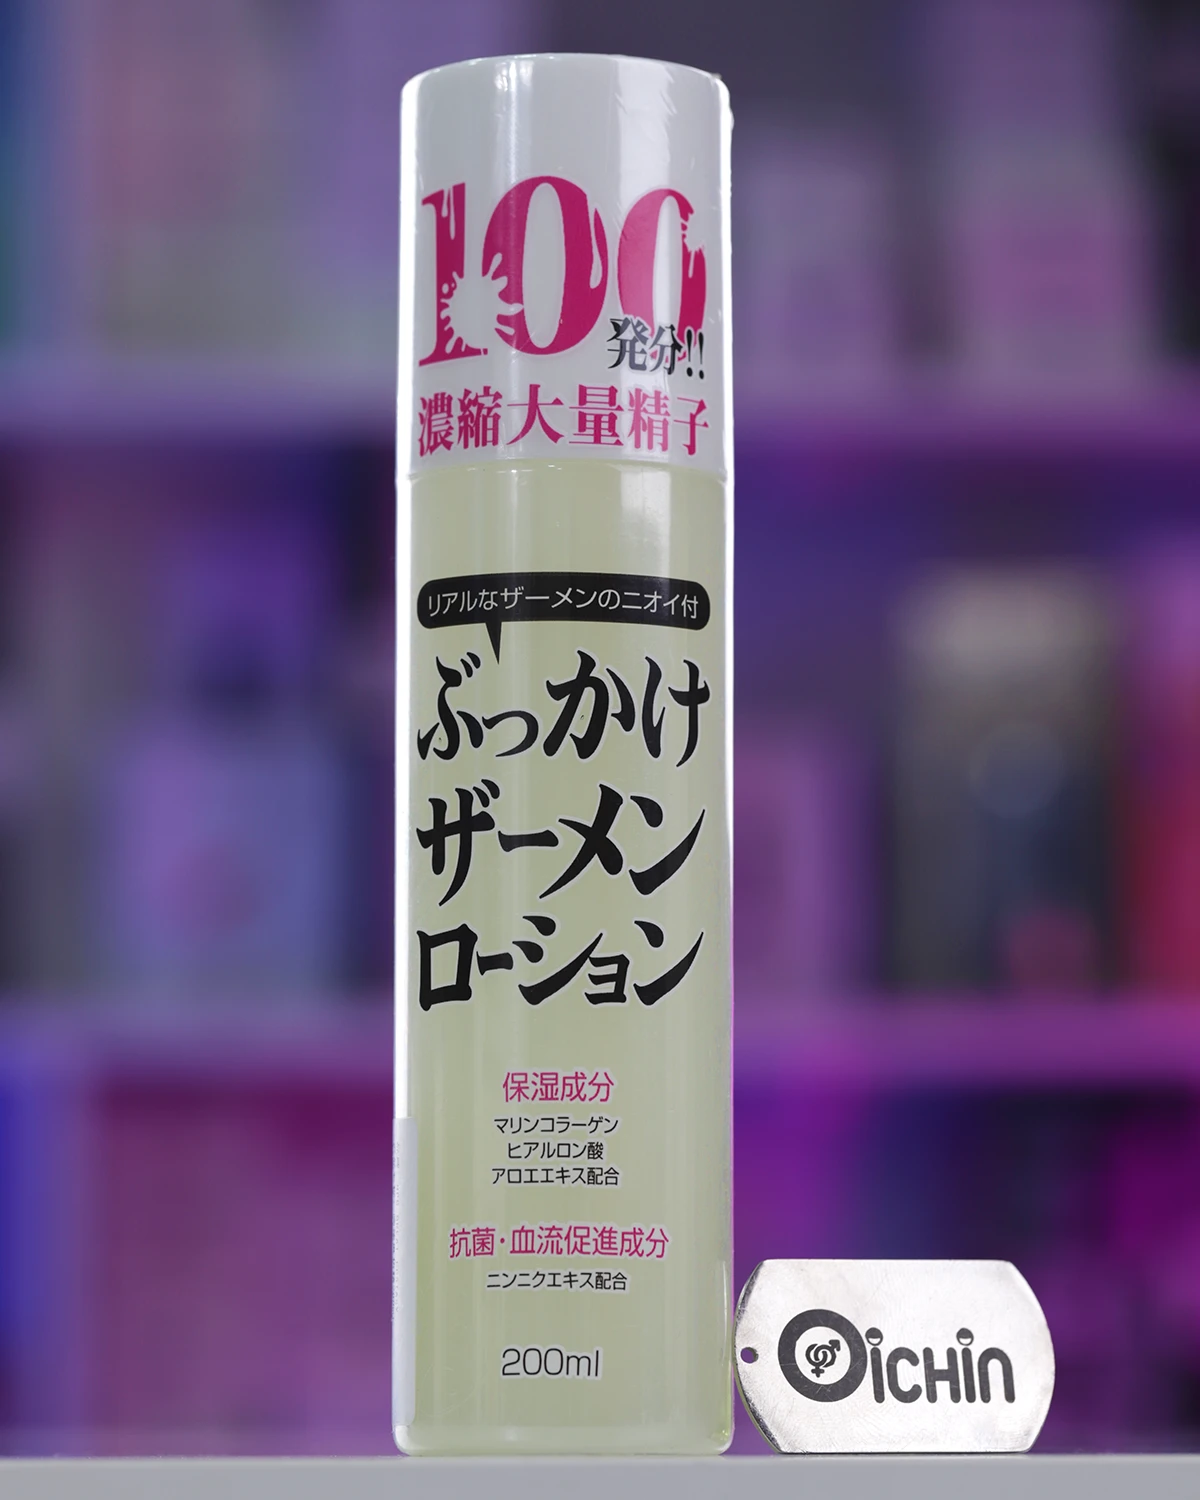 100
発分!!
濃縮大量精子
リアルなザーメンのニオイ付
ぶっかけ
ザーメン
ローション
保湿成分
マリンコラーゲン
ヒアルロン酸
アロエエキス配合
抗菌・血流促進成分
ニンニクエキス配合
200ml
Oichin